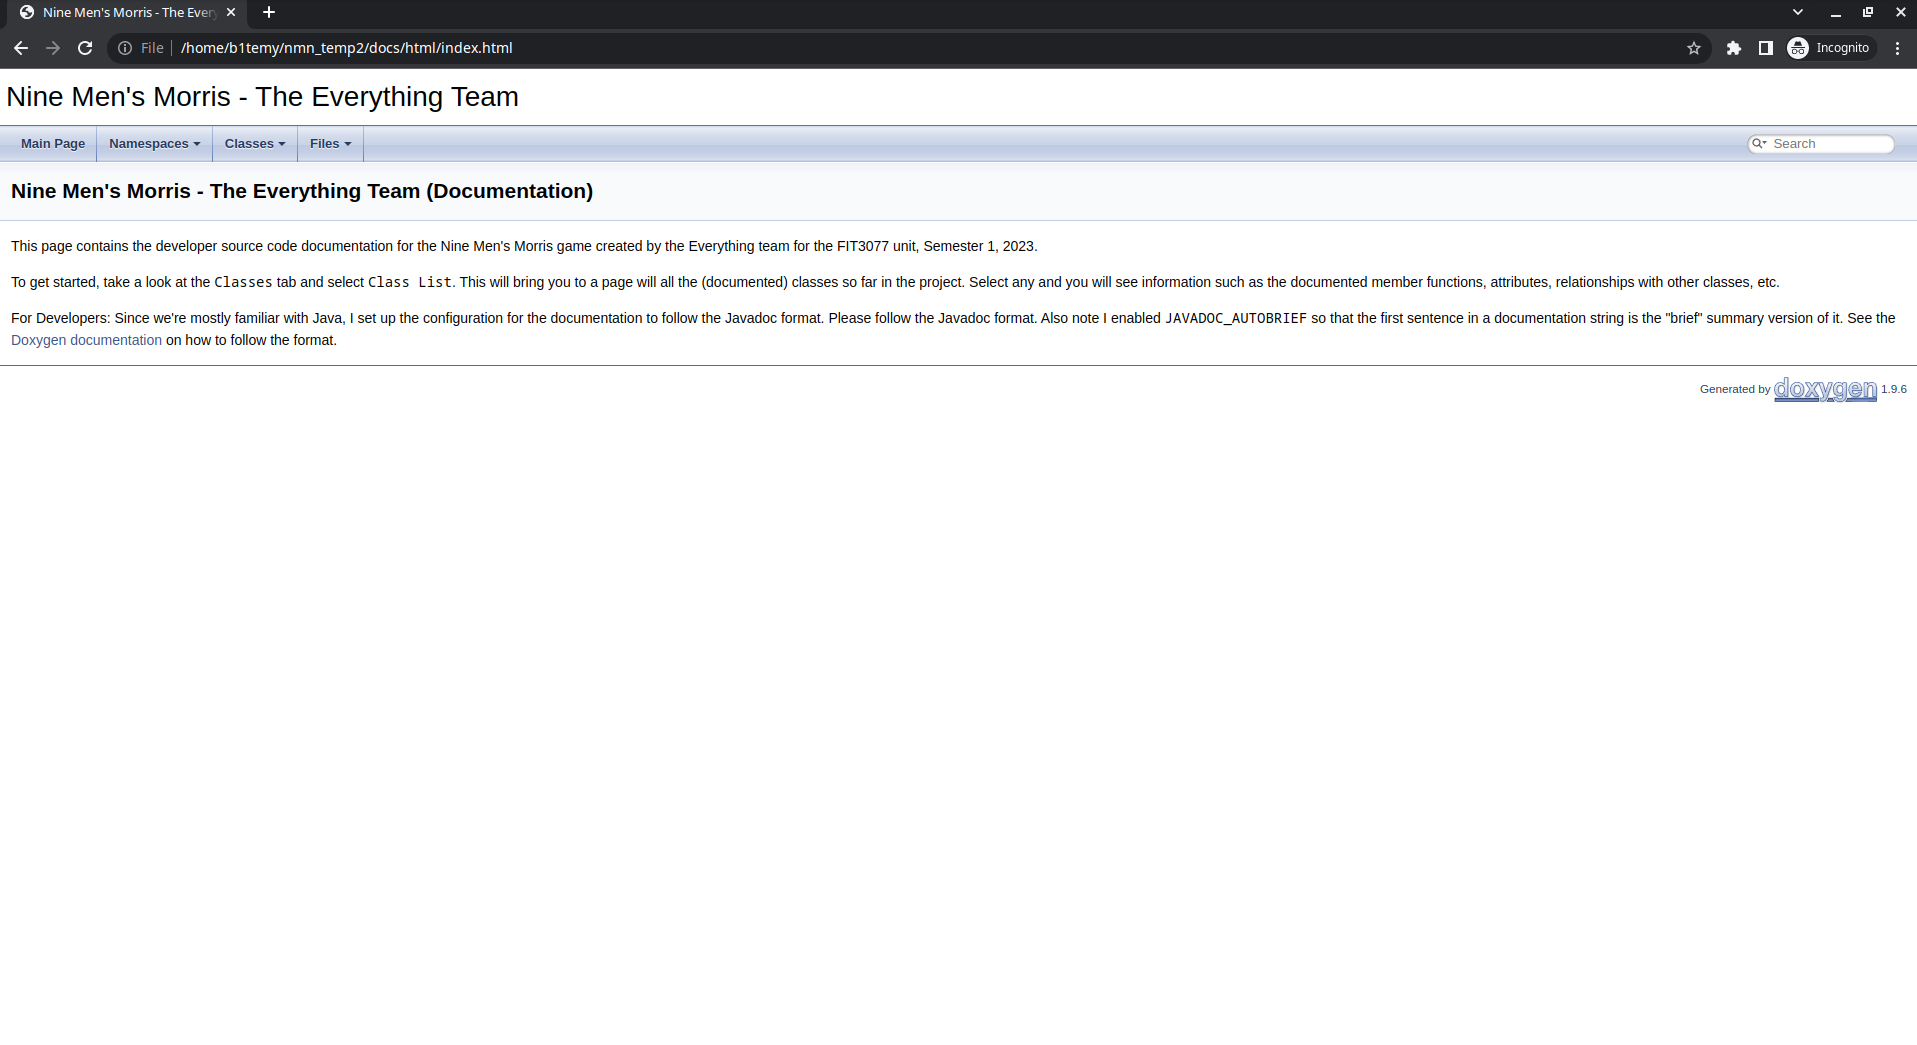 Nine Men's Morris - The Every
File
/home/b1temy/nmn_temp2/docs/html/index.html
Incognito
Nine Men's Morris - The Everything Team
Main Page
Namespaces
Classes
Files
Search
Nine Men's Morris - The Everything Team (Documentation)
This page contains the developer source code documentation for the Nine Men's Morris game created by the Everything team for the FIT3077 unit, Semester 1, 2023.
To get started, take a look at the Classes tab and select Class List. This will bring you to a page will all the (documented) classes so far in the project. Select any and you will see information such as the documented member functions, attributes, relationships with other classes, etc.
For Developers: Since we're mostly familiar with Java, I set up the configuration for the documentation to follow the Javadoc format. Please follow the Javadoc format. Also note I enabled JAVADOC_AUTOBRIEF so that the first sentence in a documentation string is the "brief" summary version of it. See the
Doxygen documentation on how to follow the format.
Generated by doxygen 1.9.6